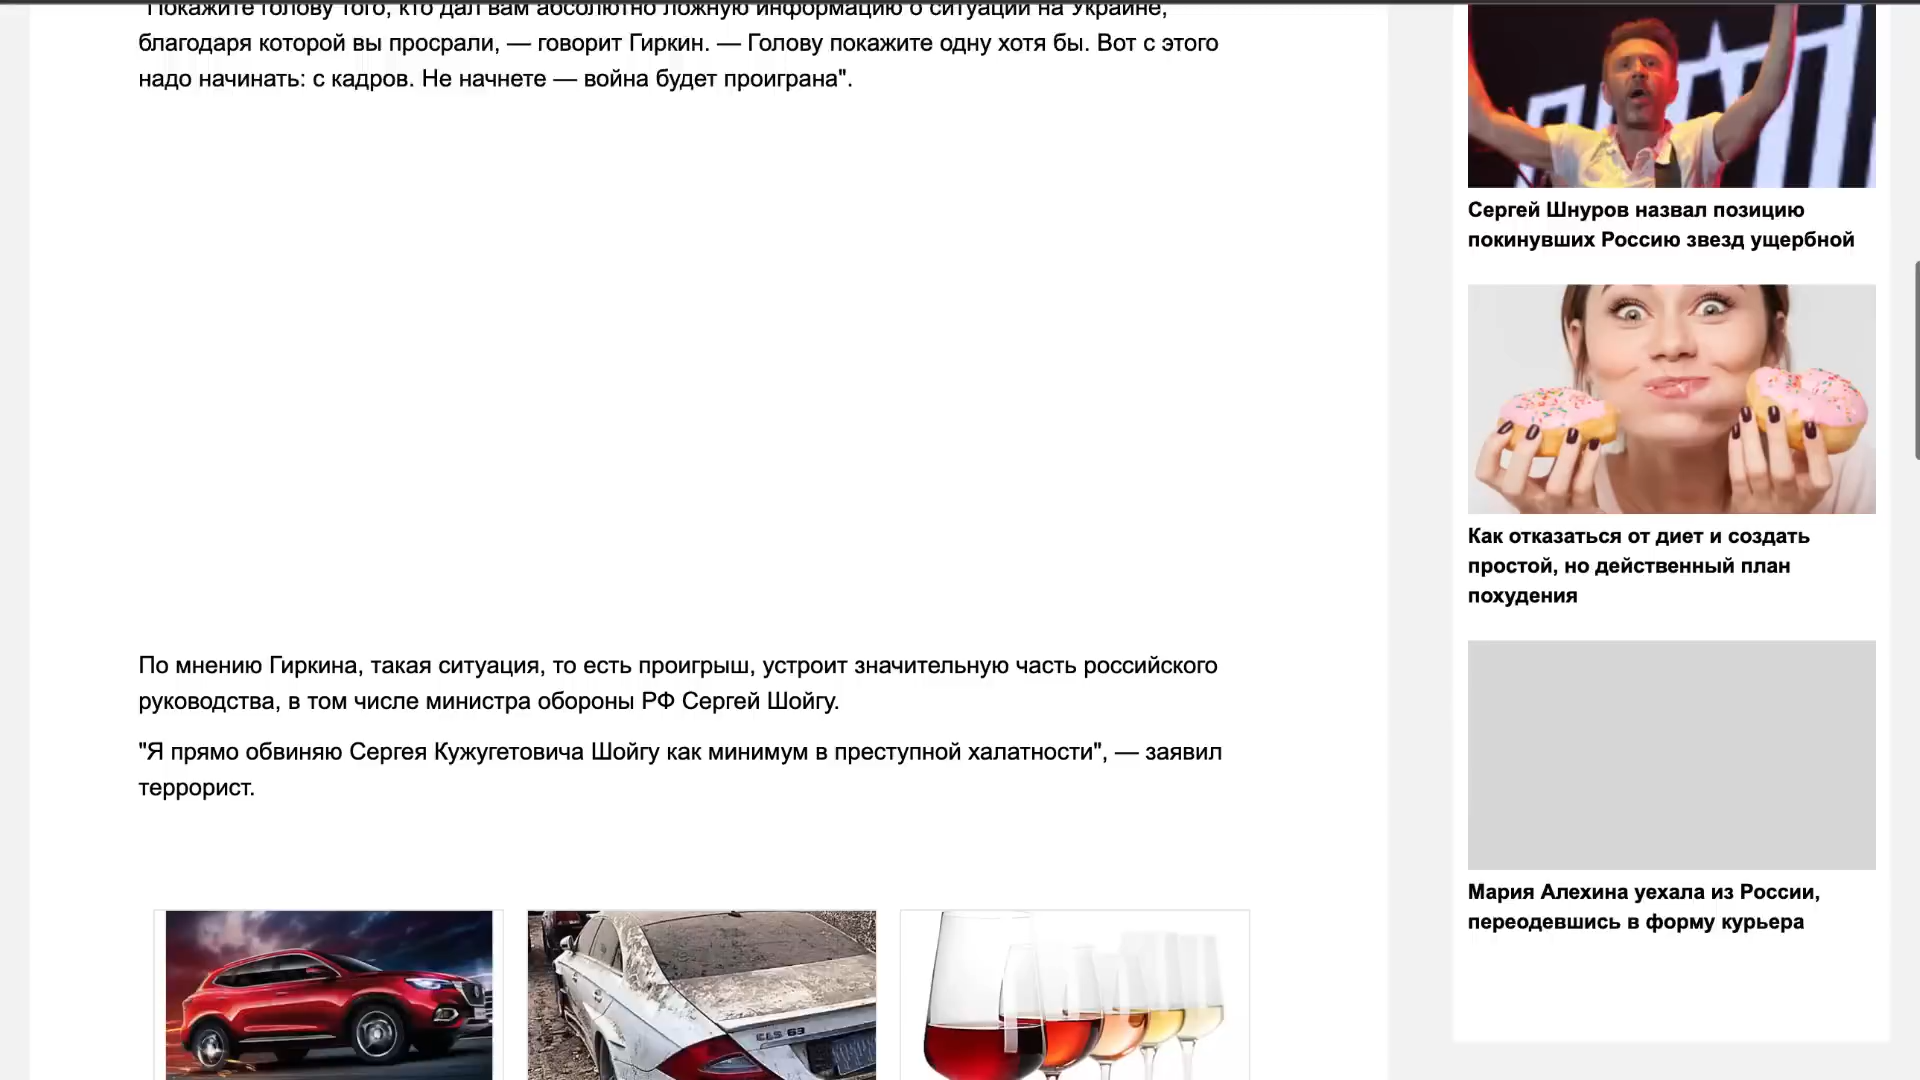 "Покажите голову того, кто дал вам абсолютно ложную информацию о ситуации на Украине,
благодаря которой вы просрали, — говорит Гиркин. — Голову покажите одну хотя бы. Вот с этого
надо начинать: с кадров. Не начнете — война будет проиграна".
По мнению Гиркина, такая ситуация, то есть проигрыш, устроит значительную часть российского
руководства, в том числе министра обороны РФ Сергей Шойгу.
"Я прямо обвиняю Сергея Кужугетовича Шойгу как минимум в преступной халатности", — заявил
террорист.
CLS 63
Сергей Шнуров назвал позицию
покинувших Россию звезд ущербной
Как отказаться от диет и создать
простой, но действенный план
похудения
Мария Алехина уехала из России,
переодевшись в форму курьера